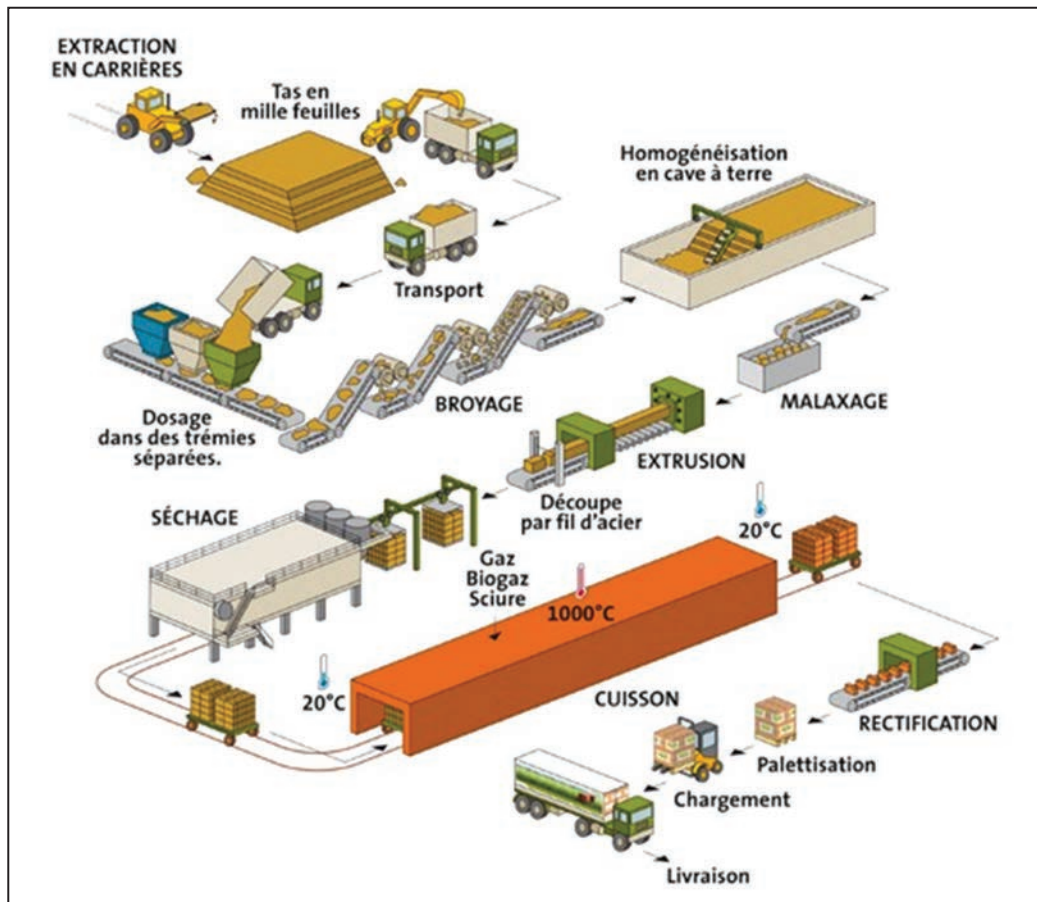 EXTRACTION
EN CARRIÈRES
Tas en
mille feuilles
Homogénéisation
en cave à terre
Transport
Dosage
dans des trémies
séparées.
BROYAGE
MALAXAGE
EXTRUSION
Découpe
par fil d'acier
SÉCHAGE
20°C
Gaz
Biogaz
Sciure
1000°C
20°C
CUISSON
RECTIFICATION
Palettisation
Chargement
Livraison